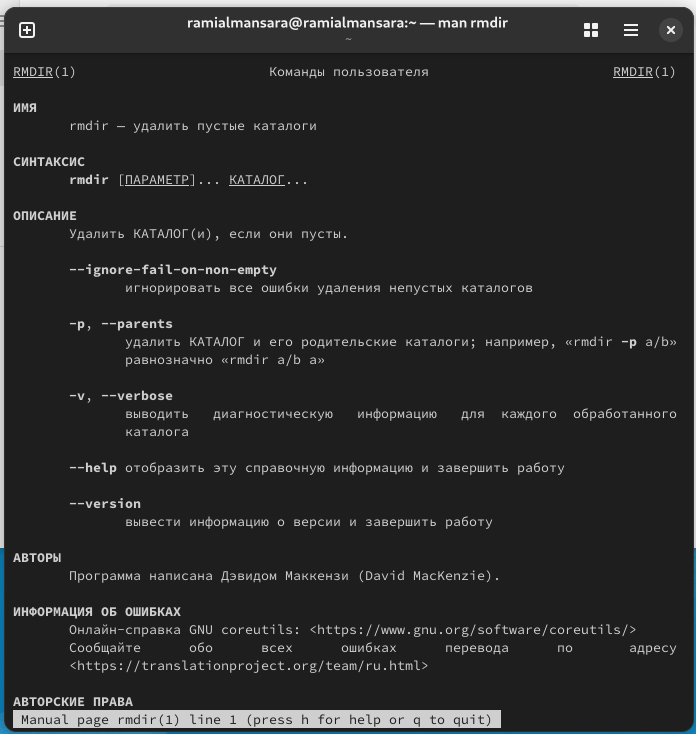 ramialmansara@ramialmansara:~ — man rmdir
~
RMDIR(1) Команды пользователя RMDIR(1)
ИМЯ
rmdir – удалить пустые каталоги
СИНТАКСИС
rmdir [ПАРАМЕТР]... КАТАЛОГ...
ОПИСАНИЕ
Удалить КАТАЛОГ(и), если они пусты.
--ignore-fail-on-non-empty
игнорировать все ошибки удаления непустых каталогов
-p, --parents
удалить КАТАЛОГ и его родительские каталоги; например, «rmdir -p a/b»
равнозначно «rmdir a/b a»
-v, --verbose
выводить диагностическую информацию для каждого обработанного
каталога
--help отобразить эту справочную информацию и завершить работу
--version
вывести информацию о версии и завершить работу
АВТОРЫ
Программа написана Дэвидом Маккензи (David MacKenzie).
ИНФОРМАЦИЯ ОБ ОШИБКАХ
Онлайн-справка GNU coreutils: <https://www.gnu.org/software/coreutils/>
Сообщайте обо всех ошибках перевода по адресу
<https://translationproject.org/team/ru.html>
АВТОРСКИЕ ПРАВА
Manual page rmdir(1) line 1 (press h for help or q to quit)